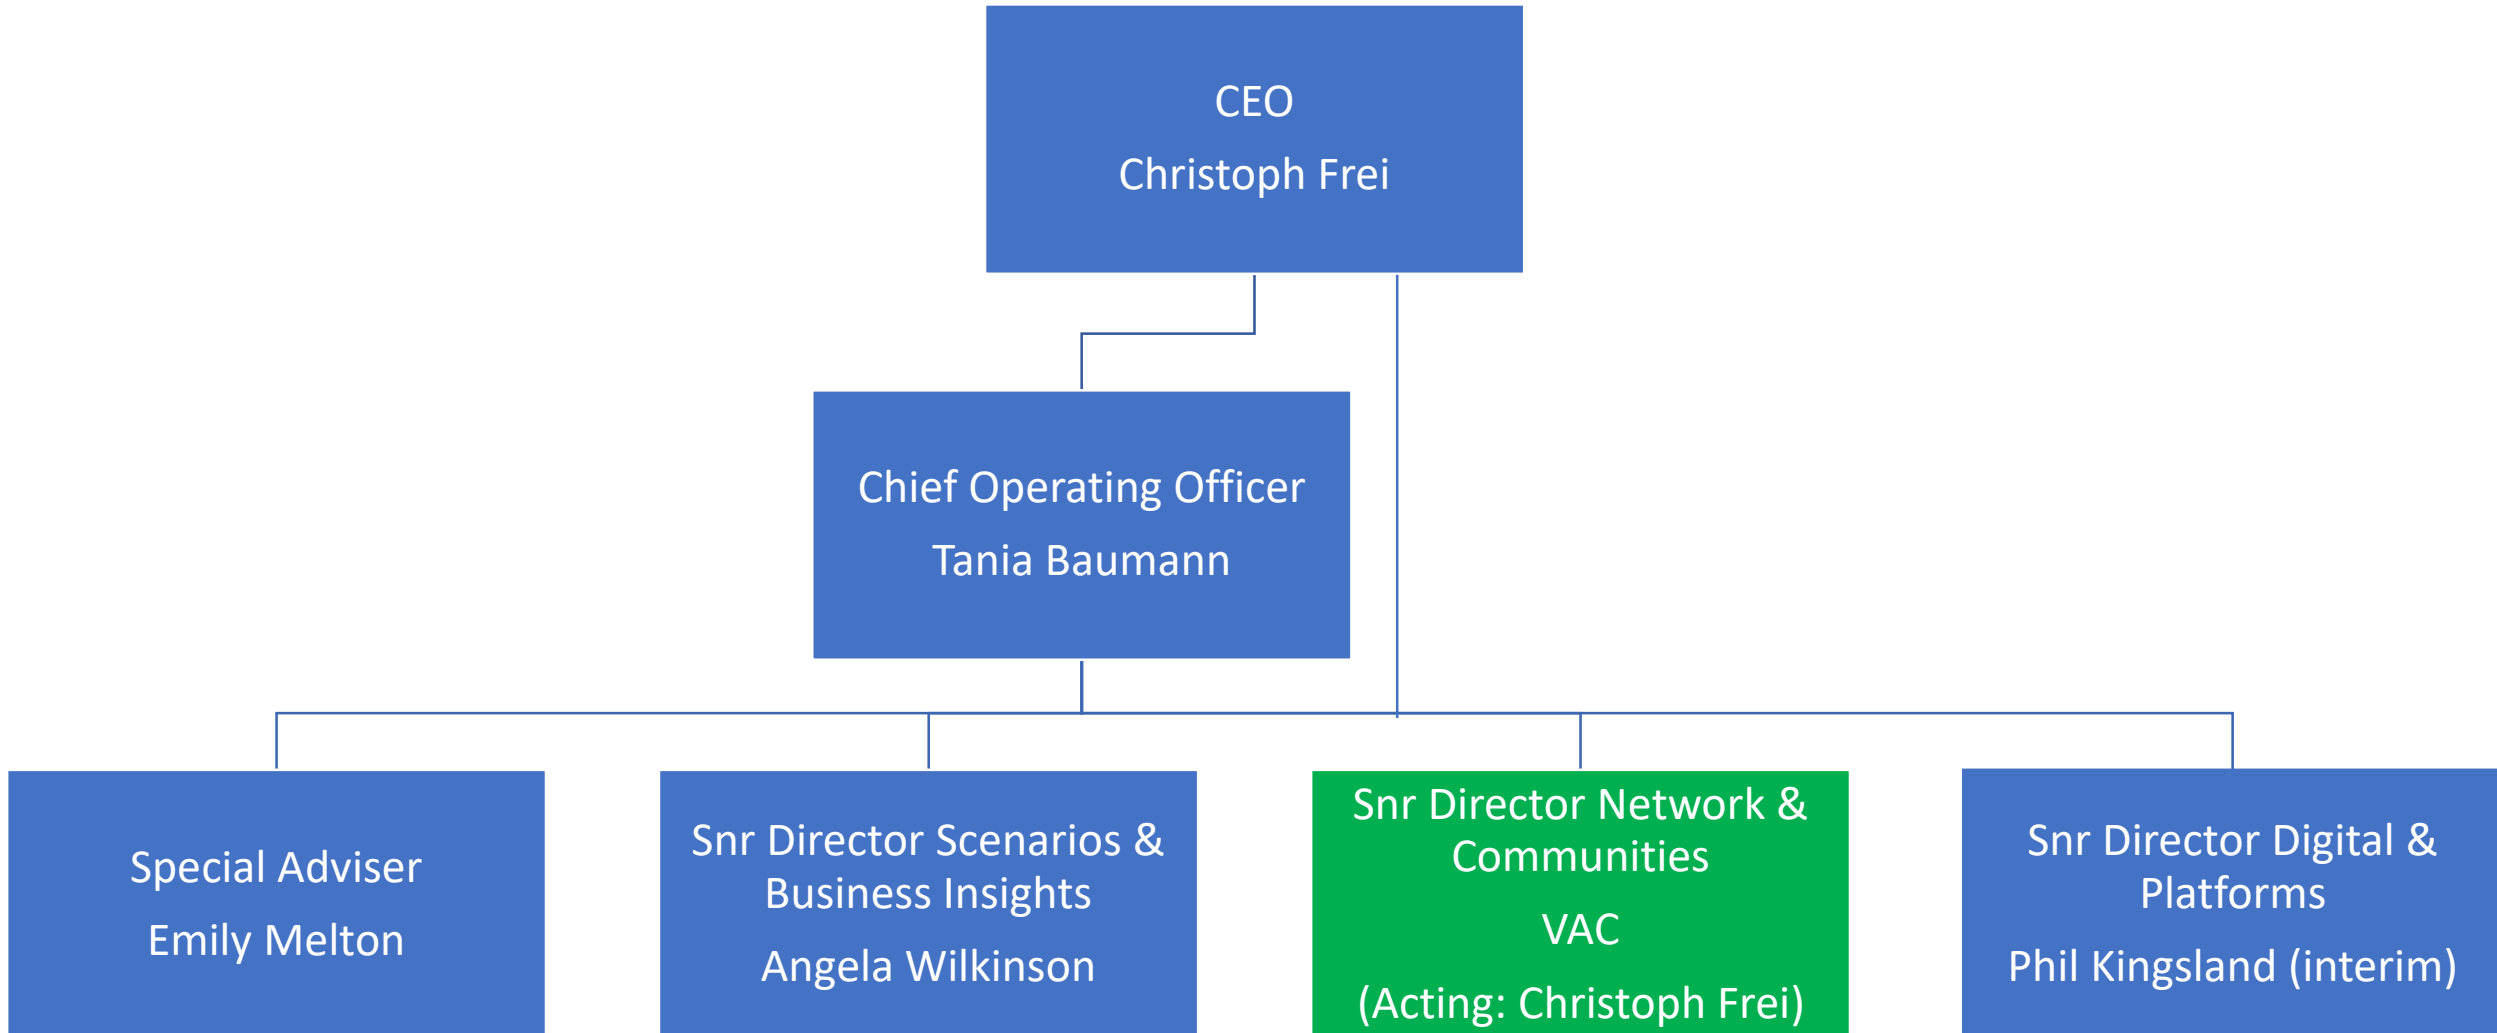 CEO
Christoph Frei
Chief Operating Officer
Tania Baumann
Special Adviser
Emily Melton
Snr Director Scenarios &
Business Insights
Angela Wilkinson
Snr Director Network &
Communities
VAC
(Acting: Christoph Frei)
Snr Director Digital &
Platforms
Phil Kingsland (interim)